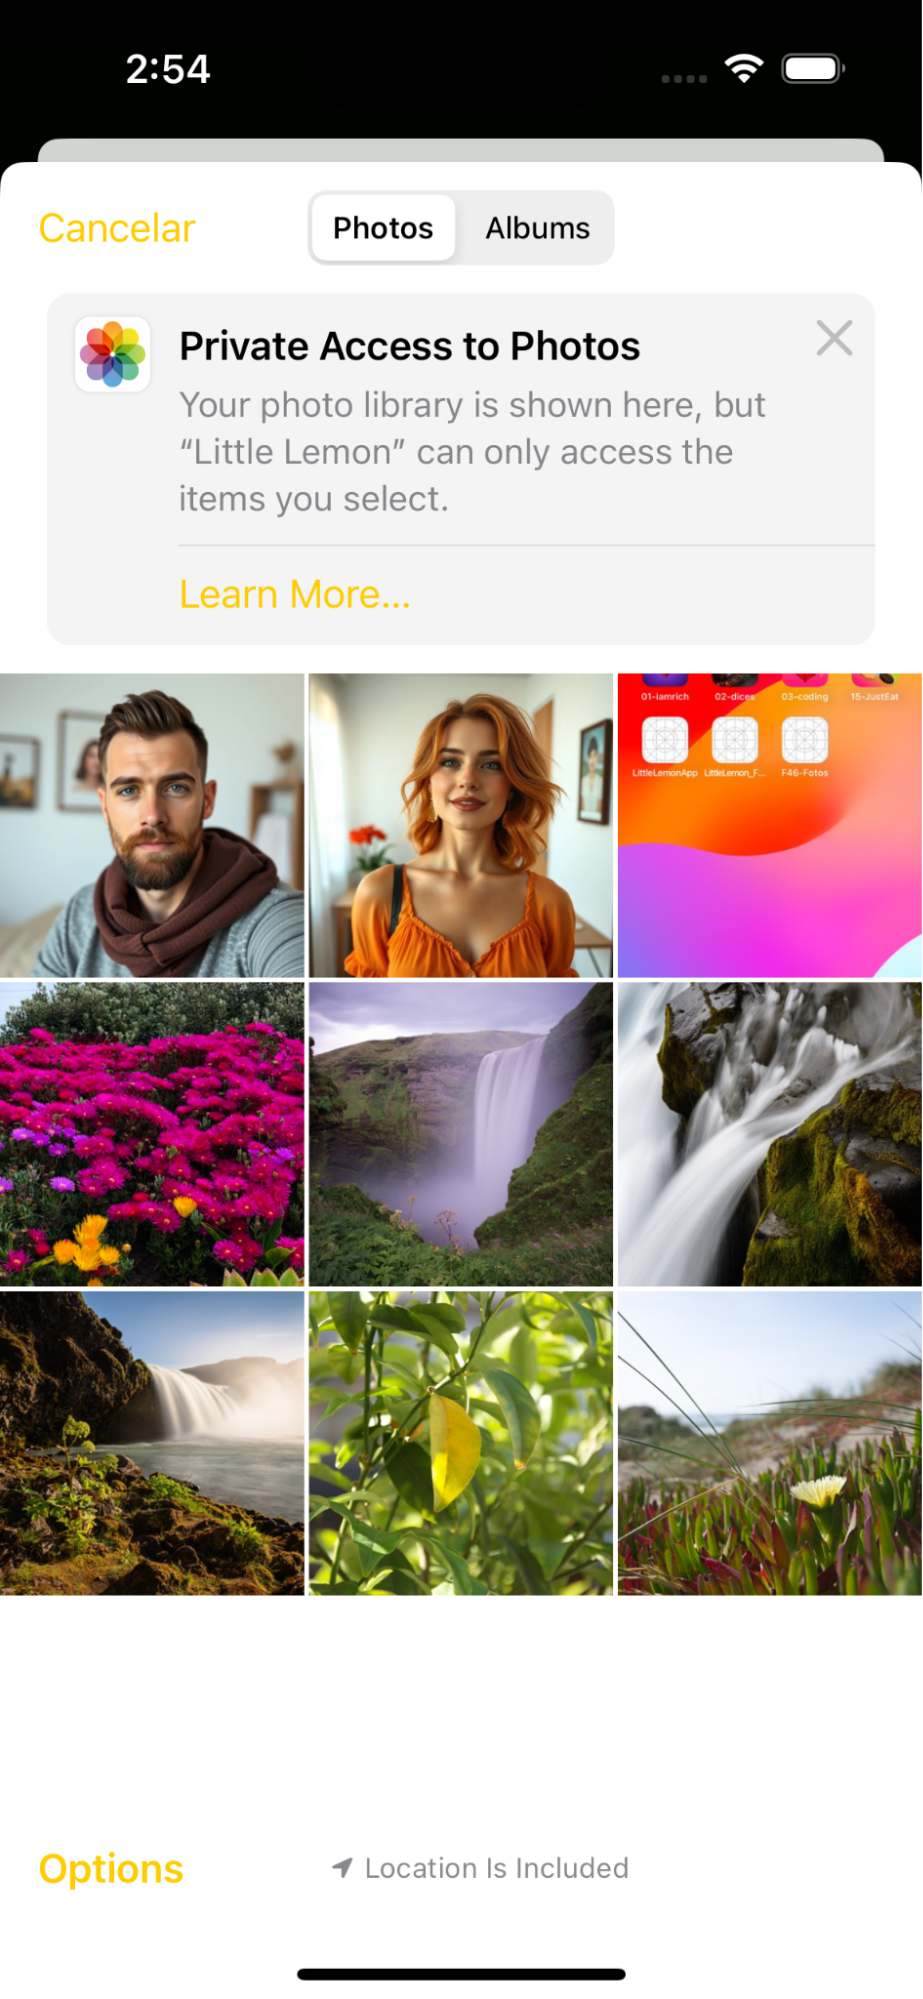 2:54
Cancelar
Photos
Albums
Private Access to Photos
Your photo library is shown here, but
“Little Lemon” can only access the
items you select.
Learn More...
01-iamrich
02-dices
03-coding
15-JustEat
LittleLemonApp
LittleLemon_F...
F46-Fotos
Options
Location Is Included